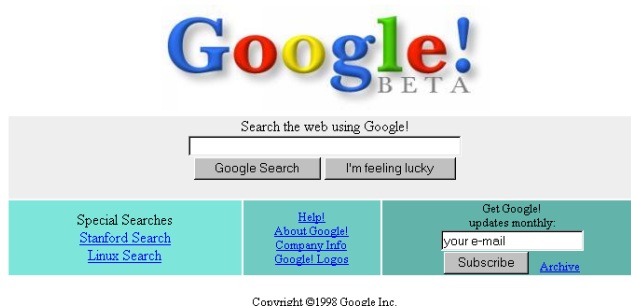 Google!
BETA
Search the web using Google!
Google Search I'm feeling lucky
Special Searches
Stanford Search
Linux Search
Help!
About Google!
Company Info
Google! Logos
Get Google!
updates monthly:
your e-mail
Subscribe Archive
Copyright ©1998 Google Inc.